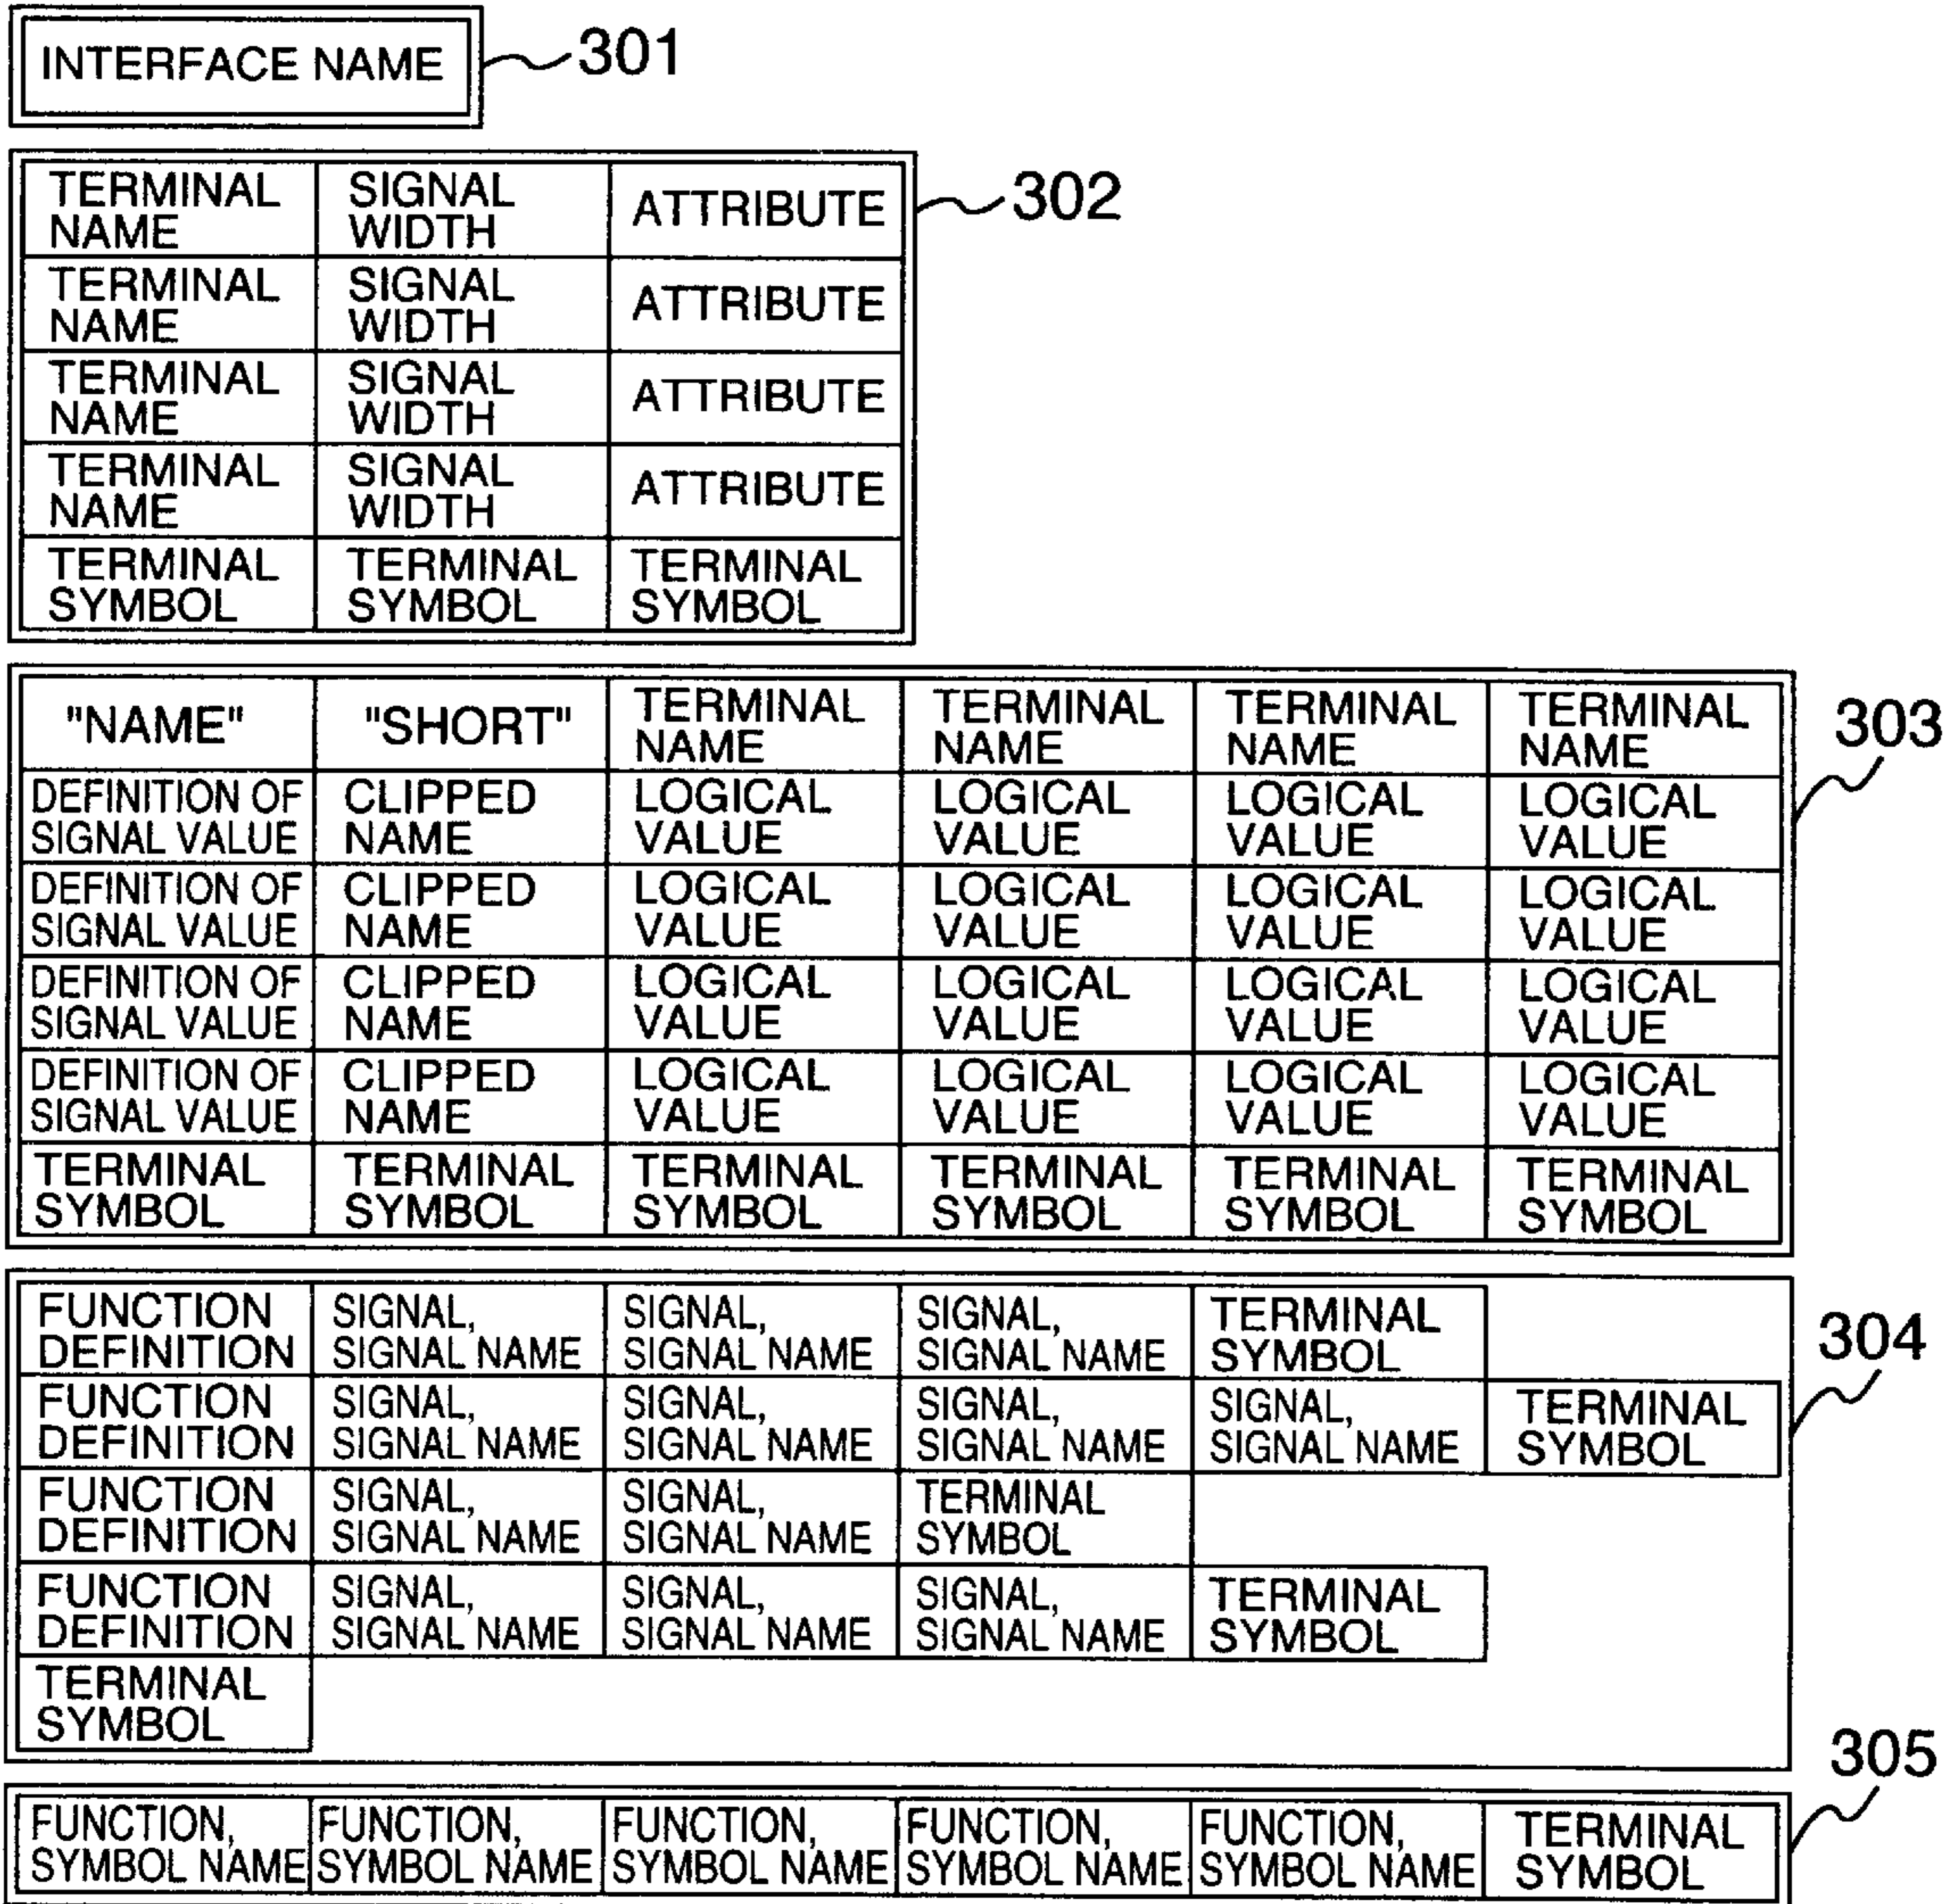 INTERFACE NAME
301
TERMINAL NAME SIGNAL WIDTH ATTRIBUTE
302
TERMINAL NAME SIGNAL WIDTH ATTRIBUTE
TERMINAL NAME SIGNAL WIDTH ATTRIBUTE
TERMINAL NAME SIGNAL WIDTH ATTRIBUTE
TERMINAL SYMBOL TERMINAL SYMBOL TERMINAL SYMBOL
"NAME" "SHORT" TERMINAL NAME TERMINAL NAME TERMINAL NAME TERMINAL NAME
303
DEFINITION OF SIGNAL VALUE CLIPPED NAME LOGICAL VALUE LOGICAL VALUE LOGICAL VALUE LOGICAL VALUE
DEFINITION OF SIGNAL VALUE CLIPPED NAME LOGICAL VALUE LOGICAL VALUE LOGICAL VALUE LOGICAL VALUE
DEFINITION OF SIGNAL VALUE CLIPPED NAME LOGICAL VALUE LOGICAL VALUE LOGICAL VALUE LOGICAL VALUE
DEFINITION OF SIGNAL VALUE CLIPPED NAME LOGICAL VALUE LOGICAL VALUE LOGICAL VALUE LOGICAL VALUE
TERMINAL SYMBOL TERMINAL SYMBOL TERMINAL SYMBOL TERMINAL SYMBOL TERMINAL SYMBOL TERMINAL SYMBOL
FUNCTION DEFINITION SIGNAL, SIGNAL NAME SIGNAL, SIGNAL NAME SIGNAL, SIGNAL NAME TERMINAL SYMBOL
304
FUNCTION DEFINITION SIGNAL, SIGNAL NAME SIGNAL, SIGNAL NAME SIGNAL, SIGNAL NAME SIGNAL, SIGNAL NAME TERMINAL SYMBOL
FUNCTION DEFINITION SIGNAL, SIGNAL NAME SIGNAL, SIGNAL NAME TERMINAL SYMBOL
FUNCTION DEFINITION SIGNAL, SIGNAL NAME SIGNAL, SIGNAL NAME SIGNAL, SIGNAL NAME TERMINAL SYMBOL
TERMINAL SYMBOL
305
FUNCTION, SYMBOL NAME FUNCTION, SYMBOL NAME FUNCTION, SYMBOL NAME FUNCTION, SYMBOL NAME FUNCTION, SYMBOL NAME TERMINAL SYMBOL